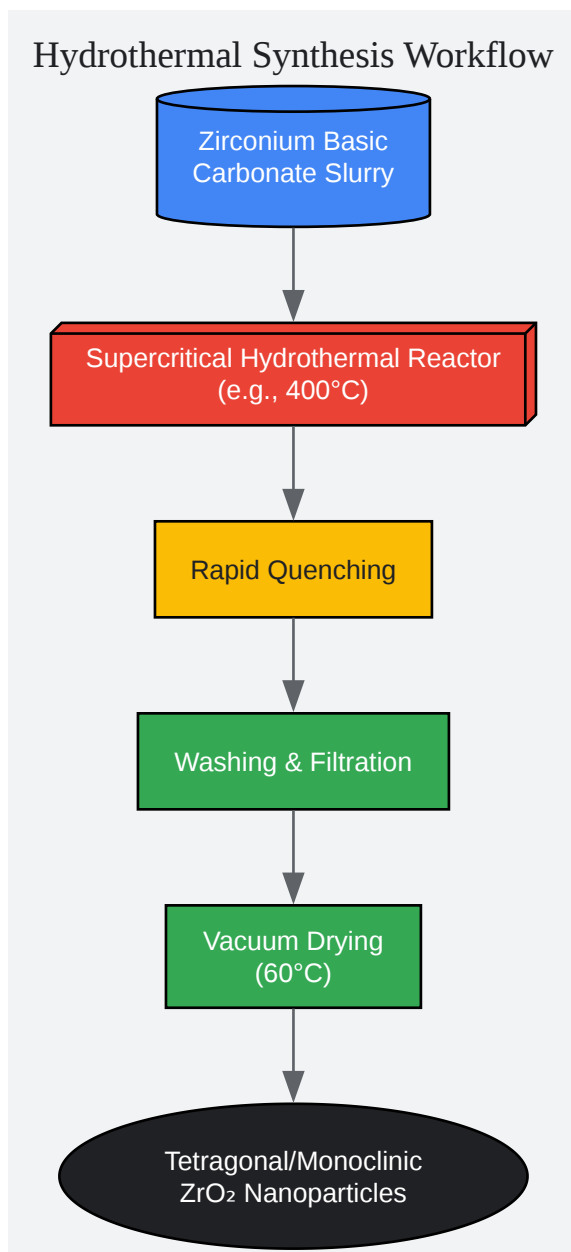 Hydrothermal Synthesis Workflow
Zirconium Basic
Carbonate Slurry
Supercritical Hydrothermal Reactor
(e.g., 400°C)
Rapid Quenching
Washing & Filtration
Vacuum Drying
(60°C)
Tetragonal/Monoclinic
ZrO₂ Nanoparticles